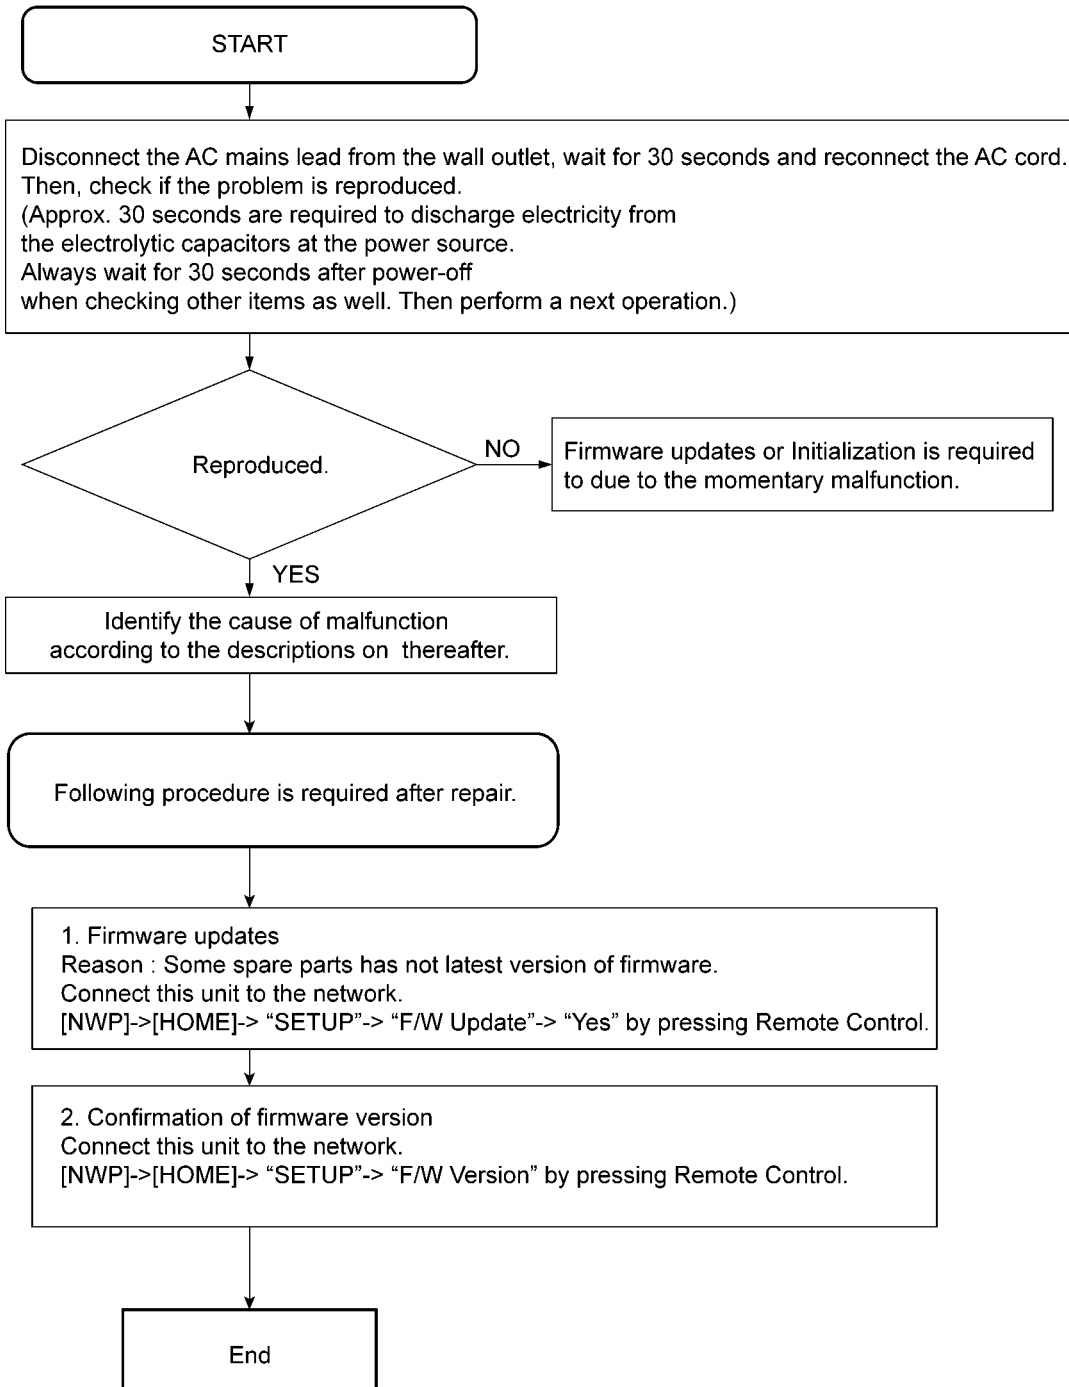 START
Disconnect the AC mains lead from the wall outlet, wait for 30 seconds and reconnect the AC cord.
Then, check if the problem is reproduced.
(Approx. 30 seconds are required to discharge electricity from
the electrolytic capacitors at the power source.
Always wait for 30 seconds after power-off
when checking other items as well. Then perform a next operation.)
Reproduced.
NO
Firmware updates or Initialization is required
to due to the momentary malfunction.
YES
Identify the cause of malfunction
according to the descriptions on  thereafter.
Following procedure is required after repair.
1. Firmware updates
Reason : Some spare parts has not latest version of firmware.
Connect this unit to the network.
[NWP]->[HOME]-> “SETUP”-> “F/W Update”-> “Yes” by pressing Remote Control.
2. Confirmation of firmware version
Connect this unit to the network.
[NWP]->[HOME]-> “SETUP”-> “F/W Version” by pressing Remote Control.
End